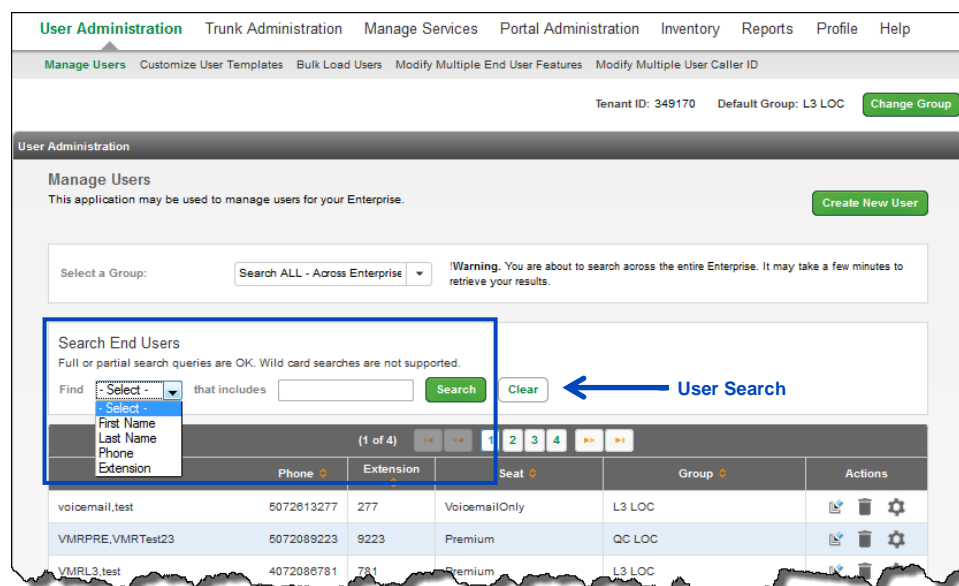 User Administration Trunk Administration Manage Services Portal Administration Inventory Reports Profile Help
Manage Users Customize User Templates Bulk Load Users Modify Multiple End User Features Modify Multiple User Caller ID
Tenant ID: 349170 Default Group: L3 LOC Change Group
User Administration
Manage Users
This application may be used to manage users for your Enterprise.
Create New User
Select a Group: Search ALL - Across Enterprise
!Warning. You are about to search across the entire Enterprise. It may take a few minutes to
retrieve your results.
Search End Users
Full or partial search queries are OK. Wild card searches are not supported.
Find - Select - that includes Search Clear User Search
- Select -
First Name
Last Name
Phone
Extension
(1 of 4) 1 2 3 4
Phone Extension Seat Group Actions
voicemail,test 5072613277 277 VoicemailOnly L3 LOC
VMRPRE,VMRTest23 5072089223 9223 Premium QC LOC
VMRL3,test 4072086781 781 Premium L3 LOC